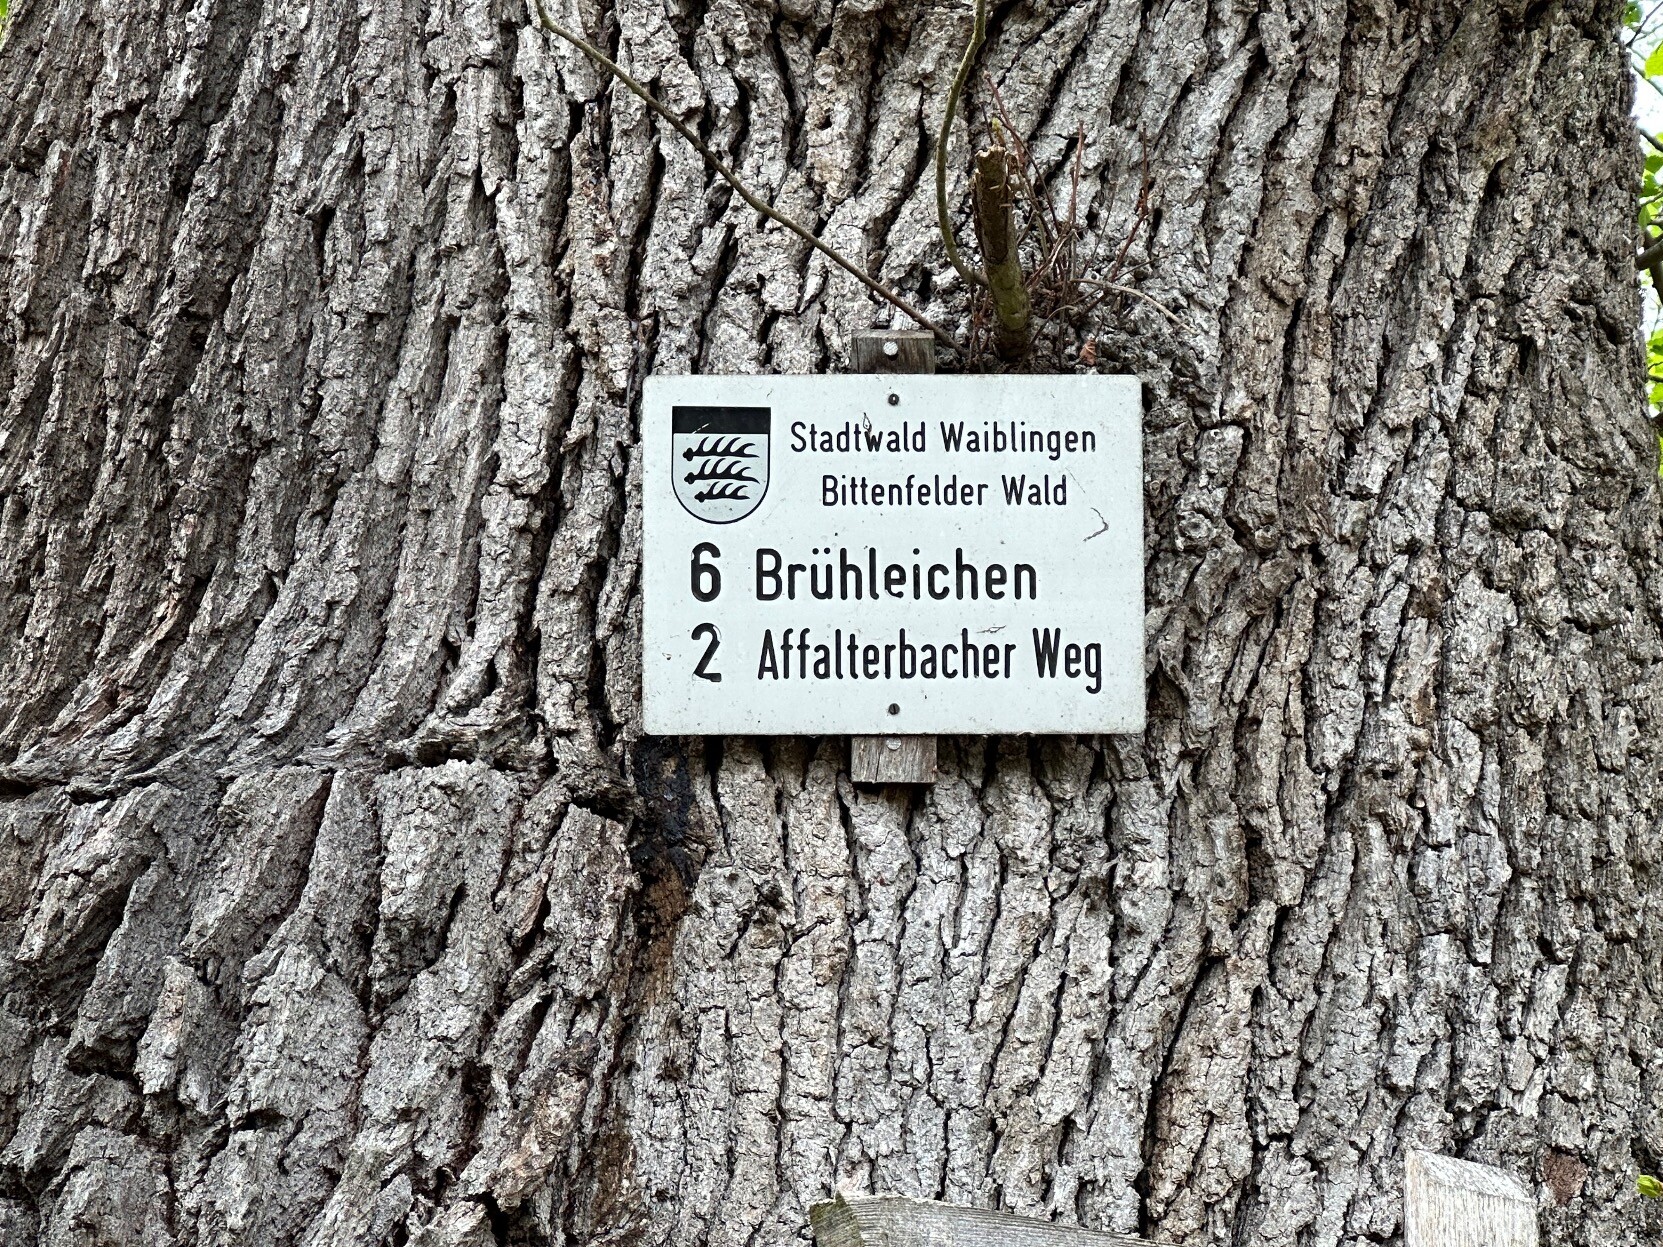 Stadtwald Waiblingen
Bittenfelder Wald
6 Brühleichen
2 Affalterbacher Weg